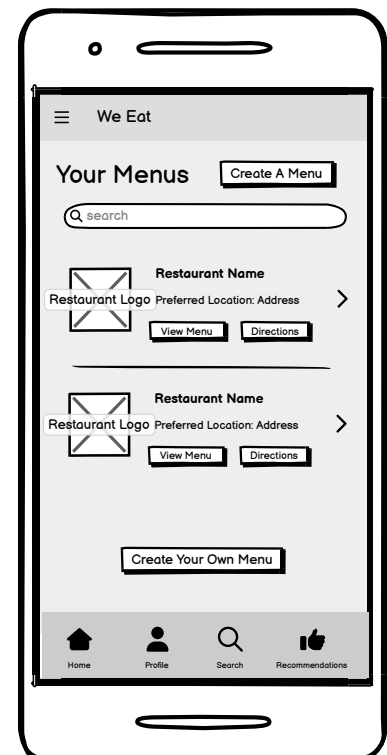 We Eat
Your Menus
Create A Menu
search
Restaurant Name
Restaurant Logo
Preferred Location: Address
View Menu
Directions
Restaurant Name
Restaurant Logo
Preferred Location: Address
View Menu
Directions
Create Your Own Menu
Home
Profile
Search
Recommendations